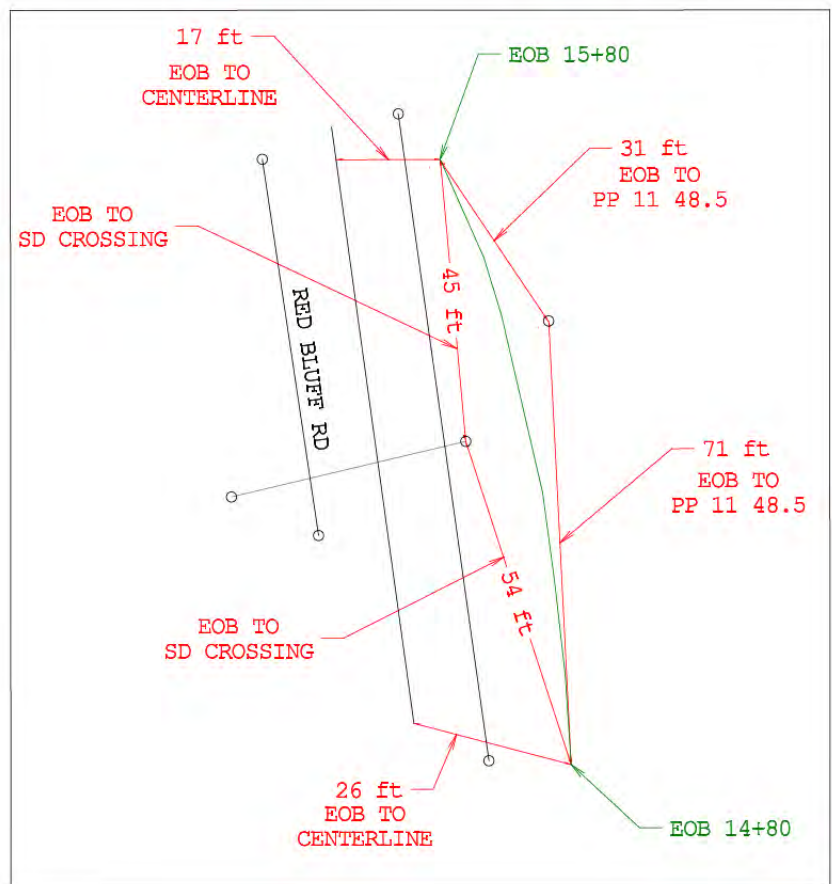 17 ft
EOB TO
CENTERLINE
EOB 15+80
31 ft
EOB TO
PP 11 48.5
EOB TO
SD CROSSING
45 ft
RED BLUFF RD
71 ft
EOB TO
PP 11 48.5
54 ft
EOB TO
SD CROSSING
26 ft
EOB TO
CENTERLINE
EOB 14+80